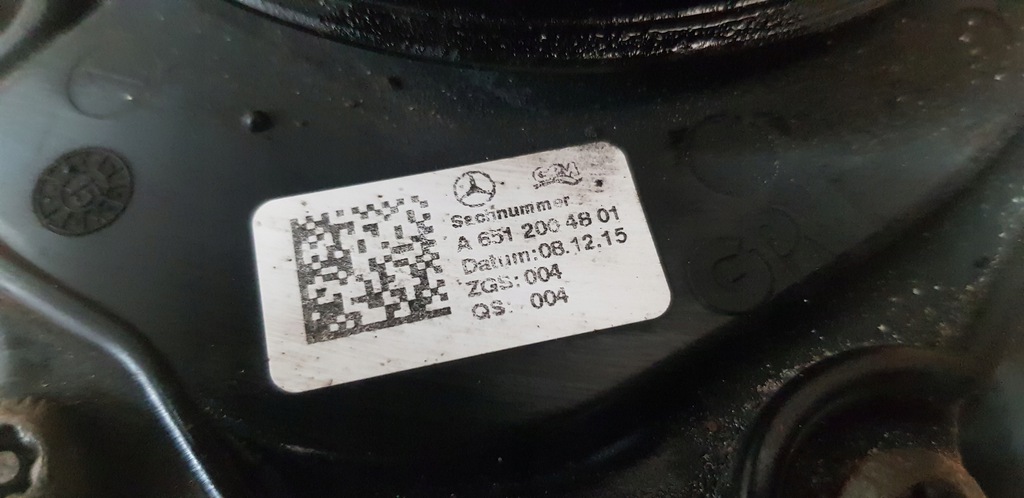 Sachnummer
A 651 200 48 01
Datum:08.12.15
ZGS: 004
QS: 004